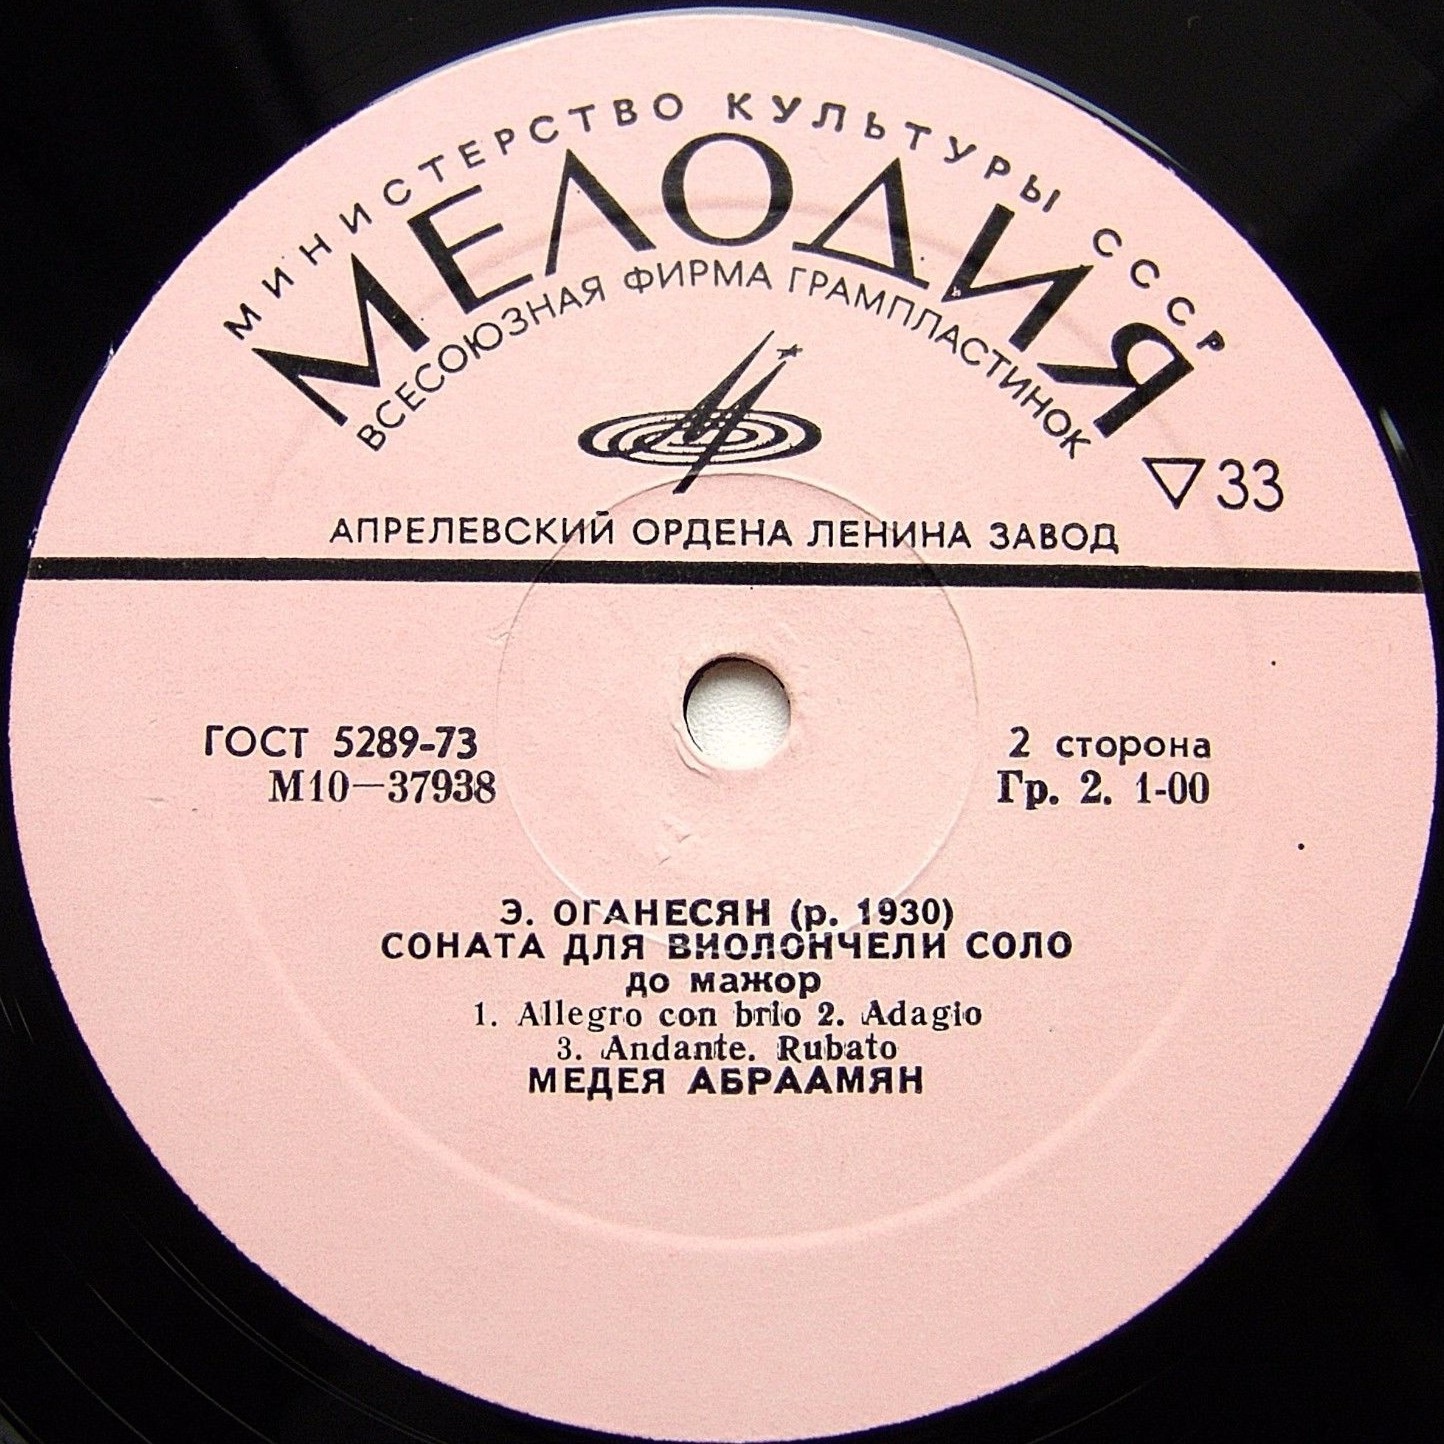 МИНИСТЕРСТВО КУЛЬТУРЫ СССР
МЕЛОДИЯ
ВСЕСОЮЗНАЯ ФИРМА ГРАМПЛАСТИНОК
▽33
АПРЕЛЕВСКИЙ ОРДЕНА ЛЕНИНА ЗАВОД
ГОСТ 5289-73
М10—37938
2 сторона
Гр. 2. 1-00
Э. ОГАНЕСЯН (р. 1930)
СОНАТА ДЛЯ ВИОЛОНЧЕЛИ СОЛО
до мажор
1. Allegro con brio 2. Adagio
3. Andante. Rubato
МЕДЕЯ АБРААМЯН